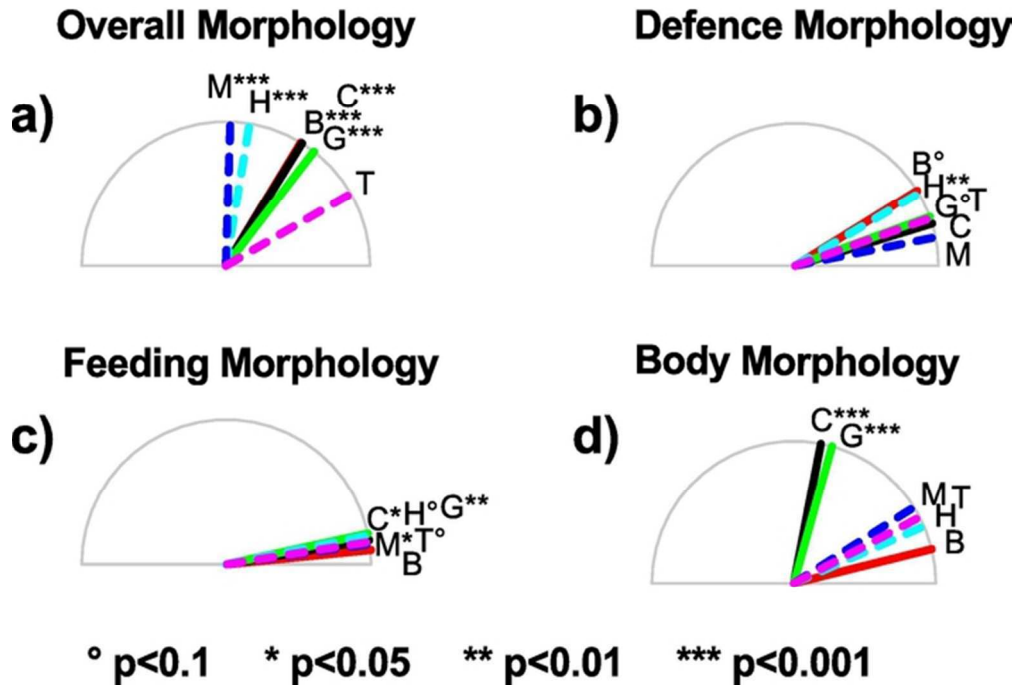 Overall Morphology
Defence Morphology
a)
M***
H***
C***
B***
G***
T
b)
B°
H**
G°T
C
M
Feeding Morphology
Body Morphology
c)
C*H°G**
M*T°
B
d)
C***
G***
M T
H
B
° p<0.1 * p<0.05 ** p<0.01 *** p<0.001